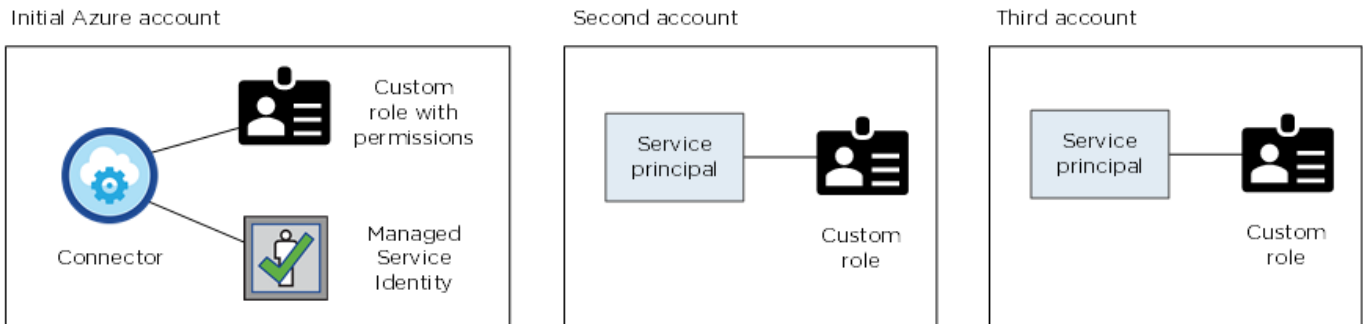 Initial Azure account
Custom
role with
permissions
Connector
Managed
Service
Identity
Second account
Service
principal
Custom
role
Third account
Service
principal
Custom
role